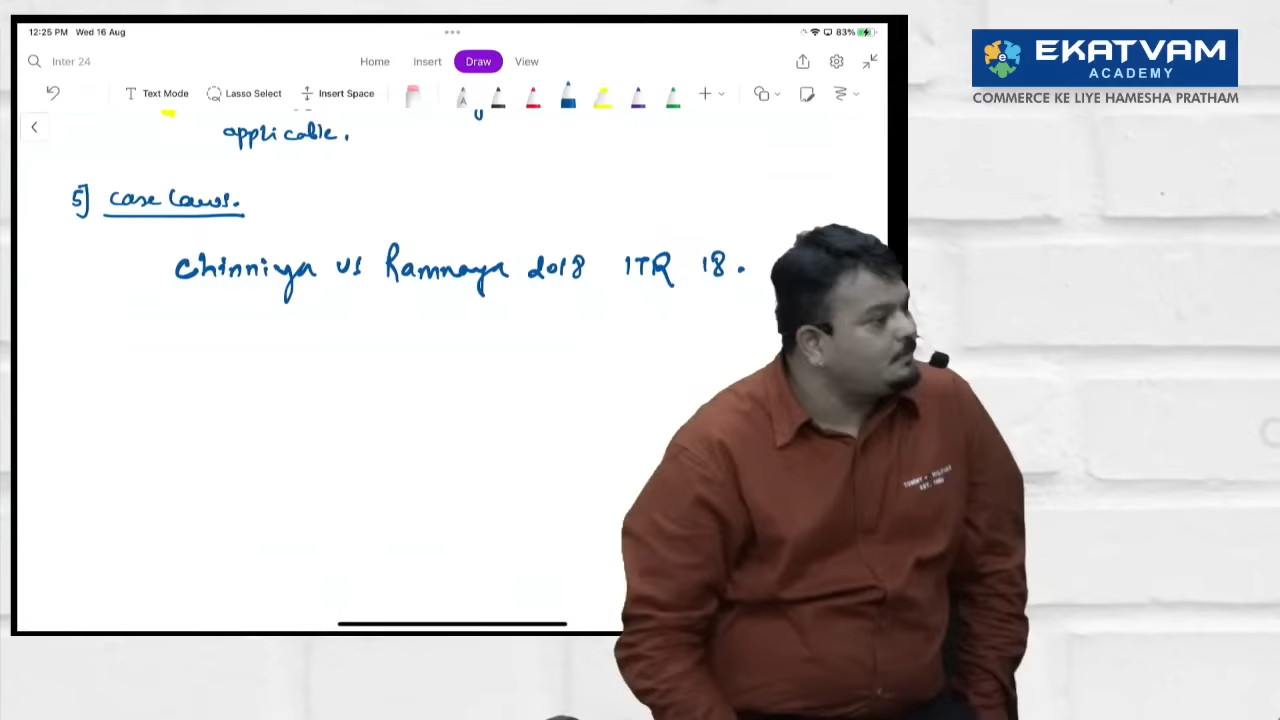 12:25 PM Wed 16 Aug
83%
Inter 24
Home Insert Draw View
Text Mode Lasso Select Insert Space
applicable.
5] Case Laws.
Chinniya vs Ramnaya 2018 ITR 18.
EKATVAM
ACADEMY
COMMERCE KE LIYE HAMESHA PRATHAM